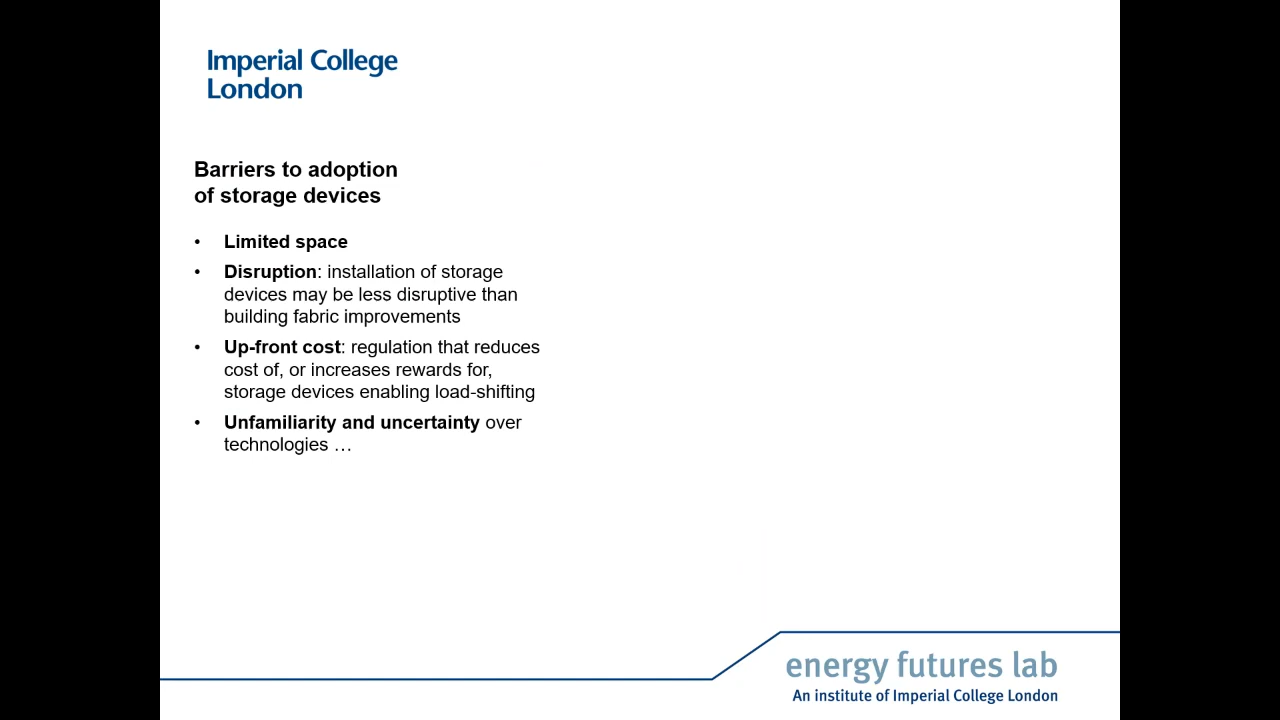 Imperial College
London
Barriers to adoption
of storage devices
• Limited space
• Disruption: installation of storage
devices may be less disruptive than
building fabric improvements
• Up-front cost: regulation that reduces
cost of, or increases rewards for,
storage devices enabling load-shifting
• Unfamiliarity and uncertainty over
technologies …
energy futures lab
An institute of Imperial College London